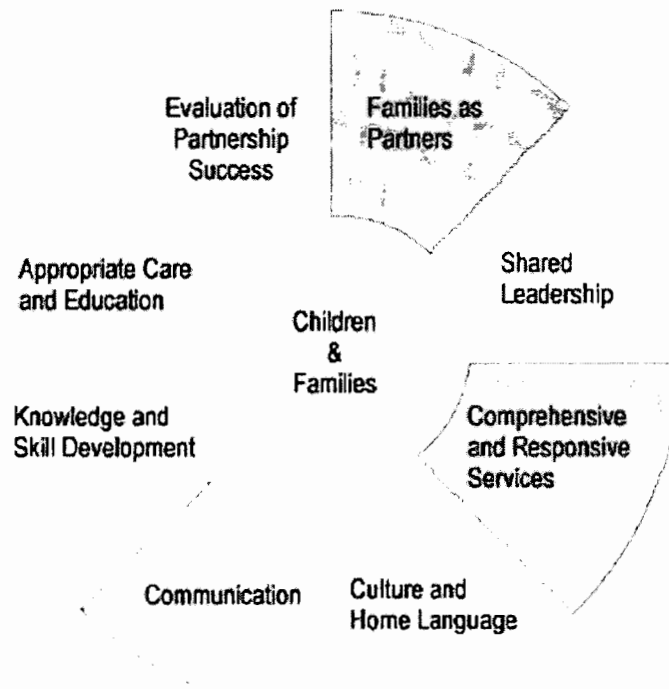 Evaluation of
Partnership
Success
Families as
Partners
Appropriate Care
and Education
Shared
Leadership
Children
&
Families
Knowledge and
Skill Development
Comprehensive
and Responsive
Services
Communication
Culture and
Home Language